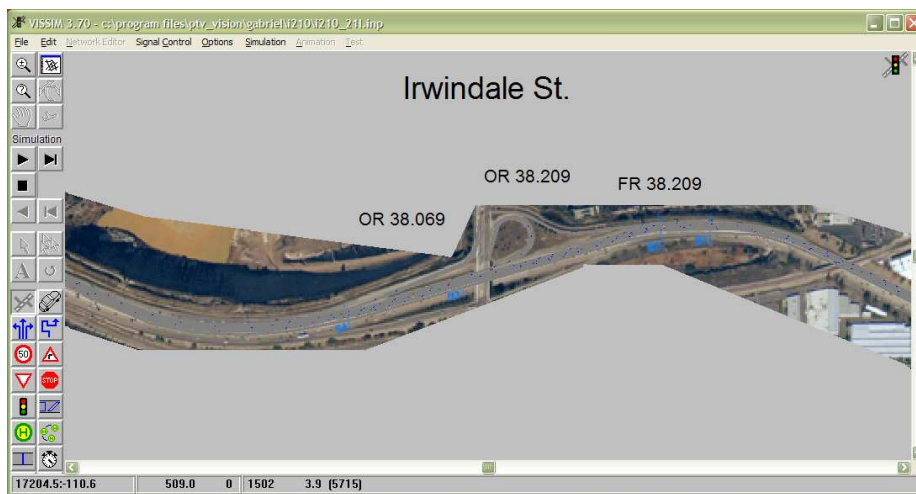 VISSIM 3.70 - c:\program files\ptv_vision\gabriel\i210\i210_21l.inp
File Edit Network Editor Signal Control Options Simulation Animation Test
Irwindale St.
Simulation
OR 38.209
FR 38.209
OR 38.069
A
50
STOP
H
17204.5:-110.6 509.0 0 1502 3.9 (5715)